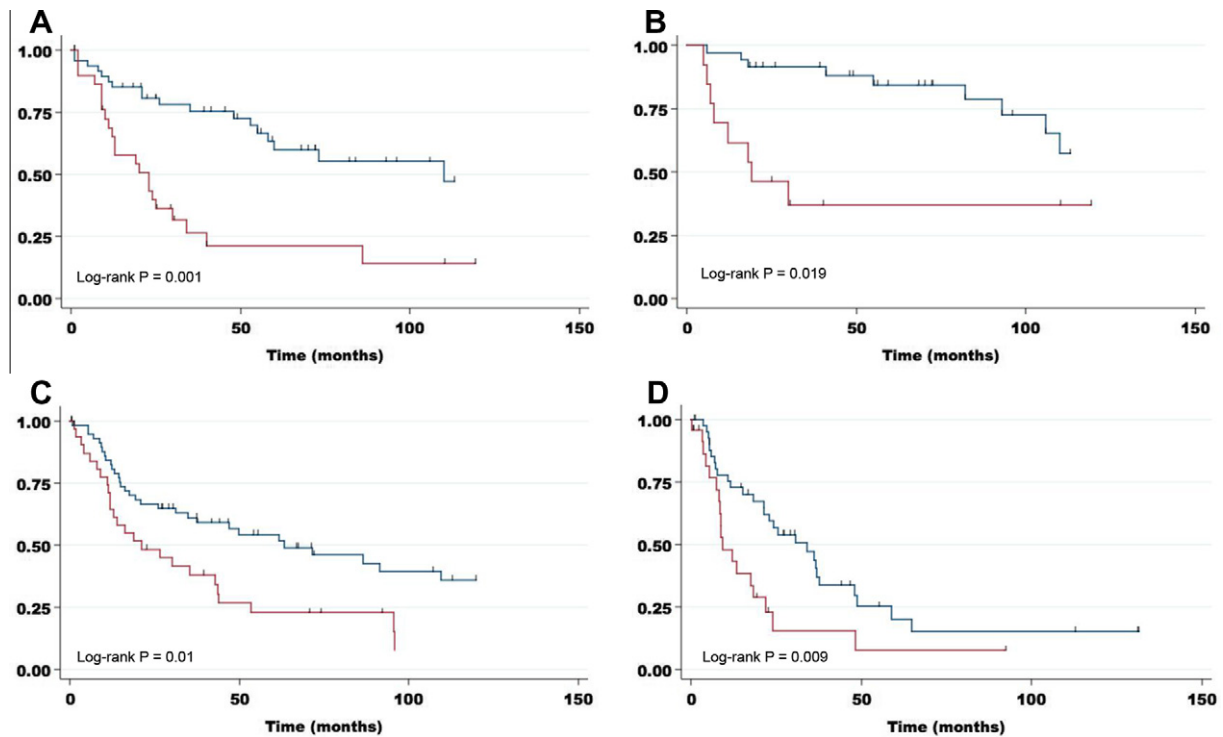 A
1.00
0.75
0.50
0.25
0.00
Log-rank P = 0.001
0 50 100 150
Time (months)
B
1.00
0.75
0.50
0.25
0.00
Log-rank P = 0.019
0 50 100 150
Time (months)
C
1.00
0.75
0.50
0.25
0.00
Log-rank P = 0.01
0 50 100 150
Time (months)
D
1.00
0.75
0.50
0.25
0.00
Log-rank P = 0.009
0 50 100 150
Time (months)